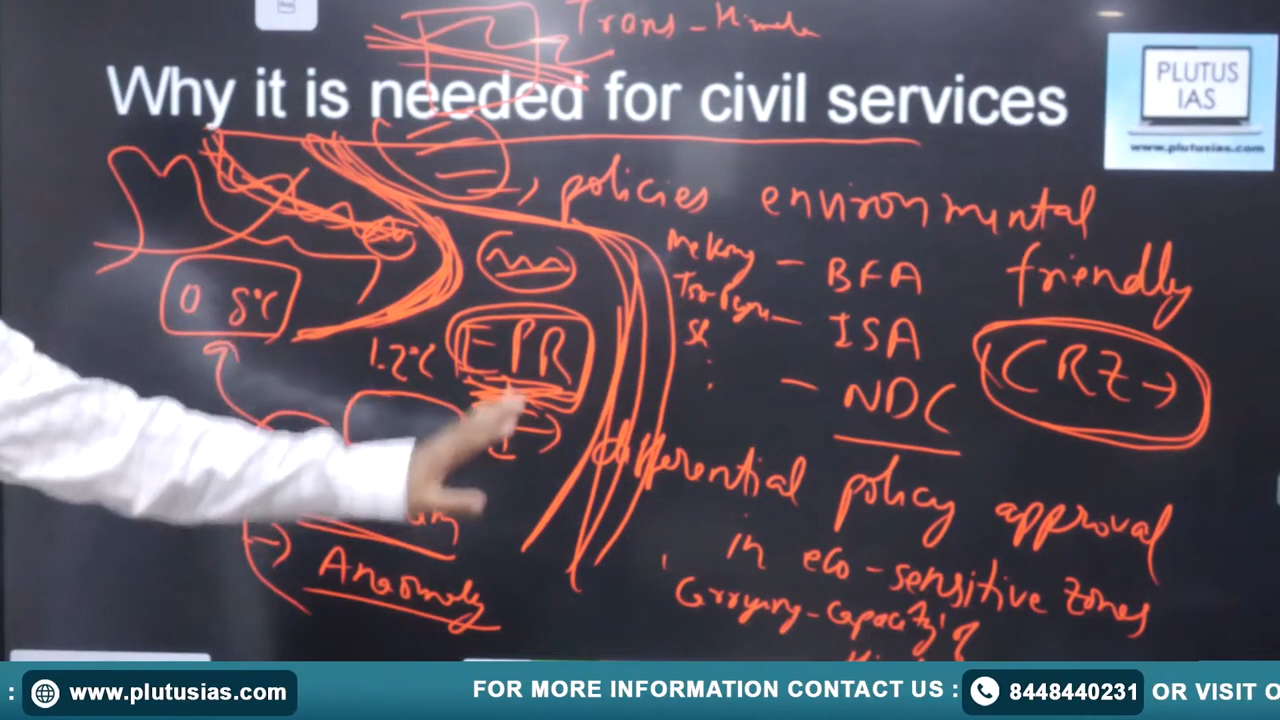 Trans-Himala
Why it is needed for civil services
PLUTUS
IAS
www.plutusias.com
policies environmental
friendly
- BFA
- ISA
- NDC
CRZ →
0.8°C
1.2°C
EPR
differential policy approval
in eco-sensitive zones
Anomoly
'Carrying-Capacity' of
: www.plutusias.com
FOR MORE INFORMATION CONTACT US : 8448440231 OR VISIT O